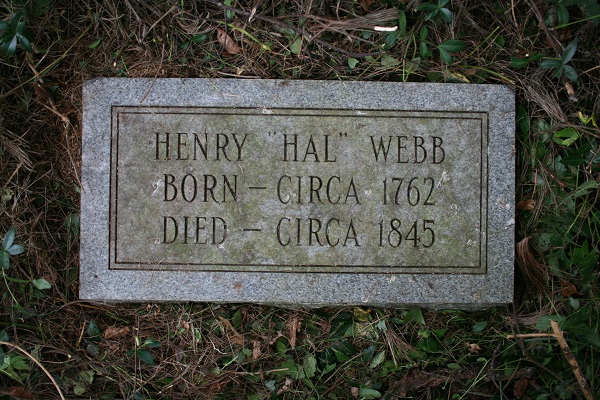 HENRY "HAL" WEBB
BORN – CIRCA 1762
DIED – CIRCA 1845